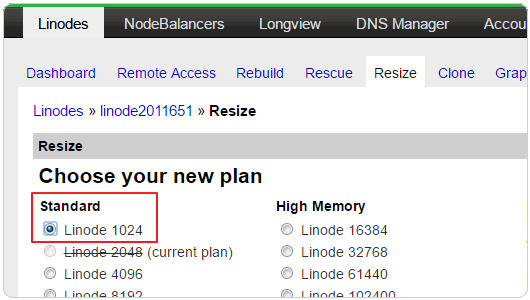 Linodes NodeBalancers Longview DNS Manager Accou
Dashboard Remote Access Rebuild Rescue Resize Clone Grap
Linodes » linode2011651 » Resize
Resize
Choose your new plan
Standard
Linode 1024
Linode 2048 (current plan)
Linode 4096
Linode 8192
High Memory
Linode 16384
Linode 32768
Linode 61440
Linode 102400